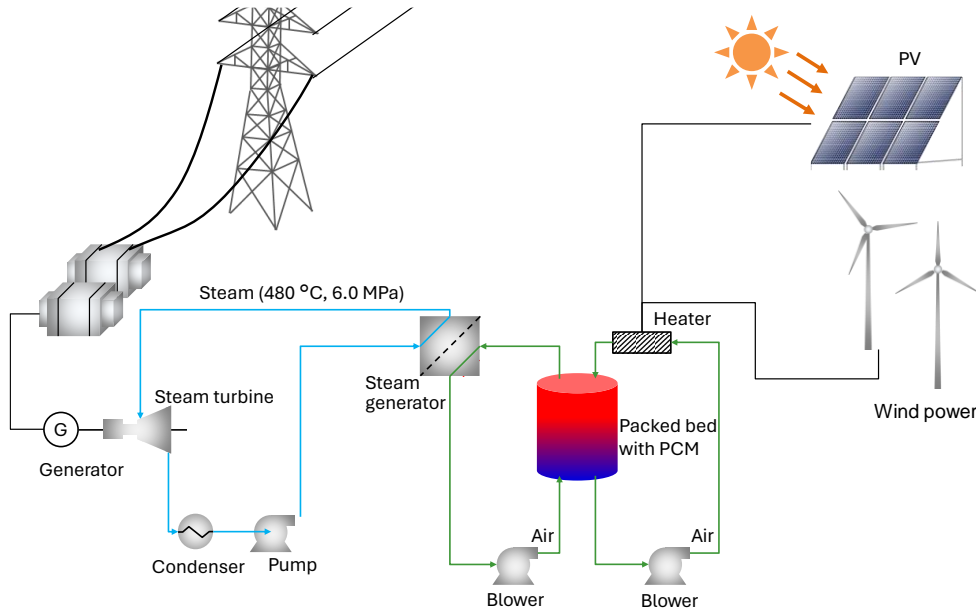 PV
Steam (480 °C, 6.0 MPa)
Heater
Steam
generator
Steam turbine
Wind power
Packed bed
with PCM
G
Generator
Air
Air
Condenser
Pump
Blower
Blower